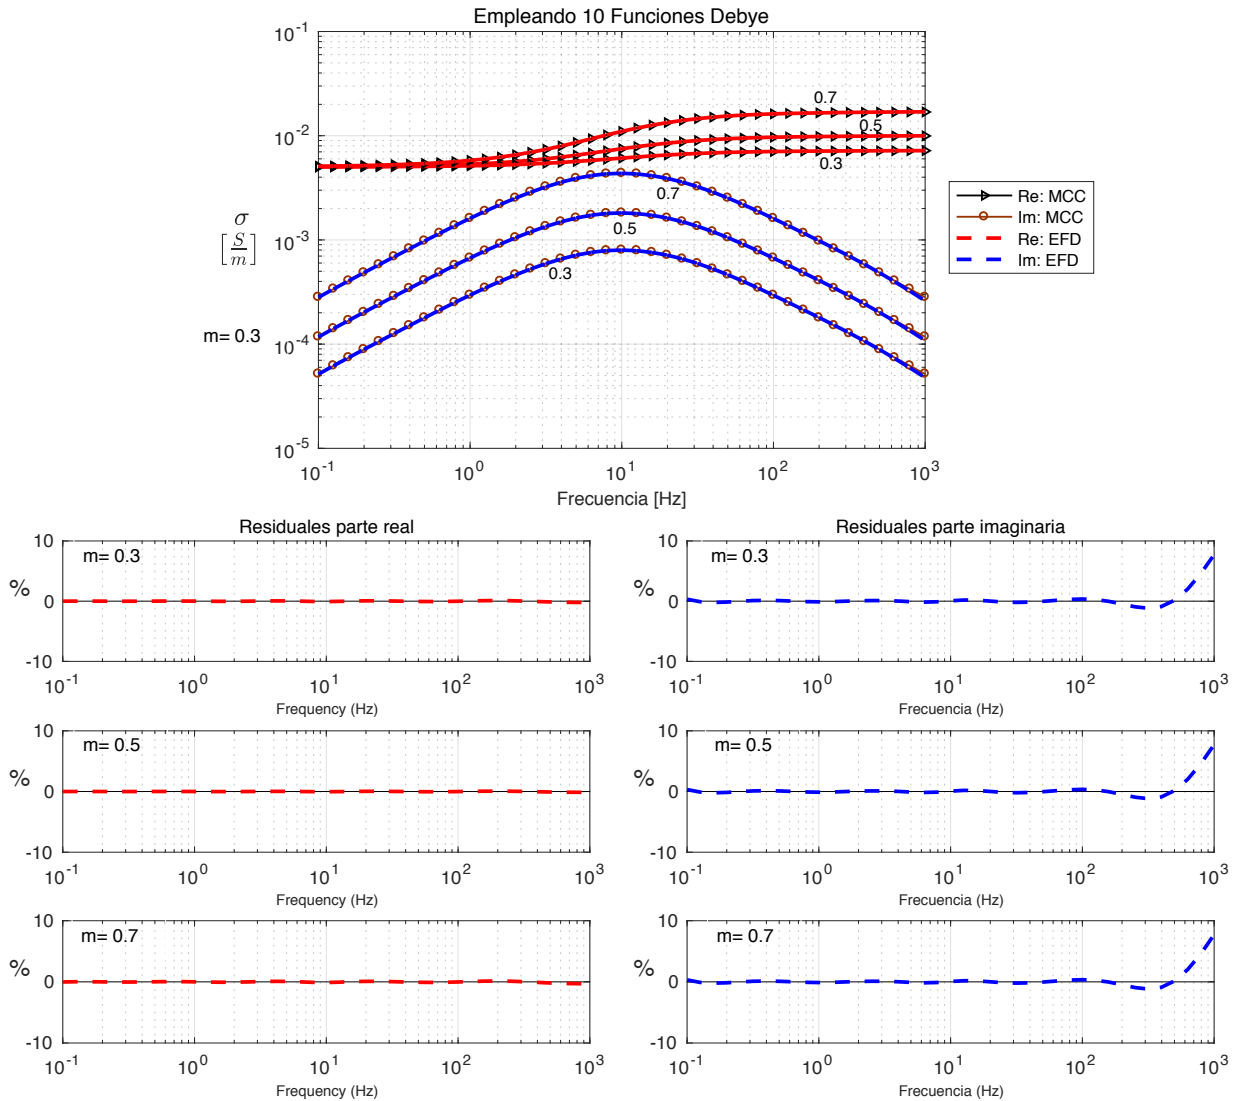 Empleando 10 Funciones Debye
10^-1
10^-2
10^-3
10^-4
10^-5
σ
[S/m]
m= 0.3
0.7
0.5
0.3
0.7
0.5
0.3
10^-1 10^0 10^1 10^2 10^3
Frecuencia [Hz]
Re: MCC
Im: MCC
Re: EFD
Im: EFD
Residuales parte real
m= 0.3
%
10
0
-10
10^-1 10^0 10^1 10^2 10^3
Frequency (Hz)
Residuales parte imaginaria
m= 0.3
%
10
0
-10
10^-1 10^0 10^1 10^2 10^3
Frecuencia (Hz)
m= 0.5
%
10
0
-10
10^-1 10^0 10^1 10^2 10^3
Frequency (Hz)
m= 0.5
%
10
0
-10
10^-1 10^0 10^1 10^2 10^3
Frecuencia (Hz)
m= 0.7
%
10
0
-10
10^-1 10^0 10^1 10^2 10^3
Frequency (Hz)
m= 0.7
%
10
0
-10
10^-1 10^0 10^1 10^2 10^3
Frecuencia (Hz)